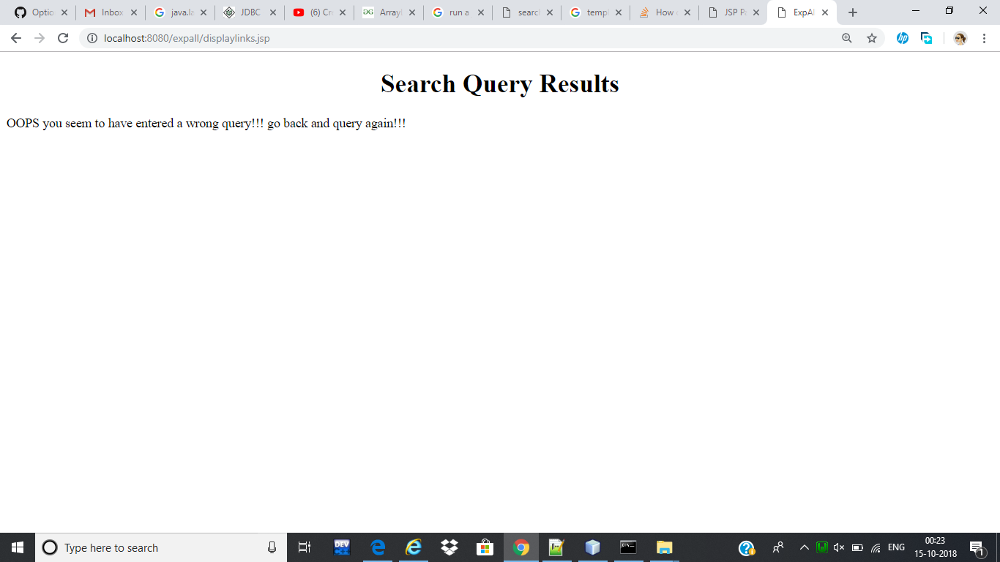 Optio
Inbox
java.la
JDBC
(6) Cr
Array
run a
searc
templ
How
JSP P
ExpAl
localhost:8080/expall/displaylinks.jsp
Search Query Results
OOPS you seem to have entered a wrong query!!! go back and query again!!!
Type here to search
DEV
ENG
00:23
15-10-2018
1